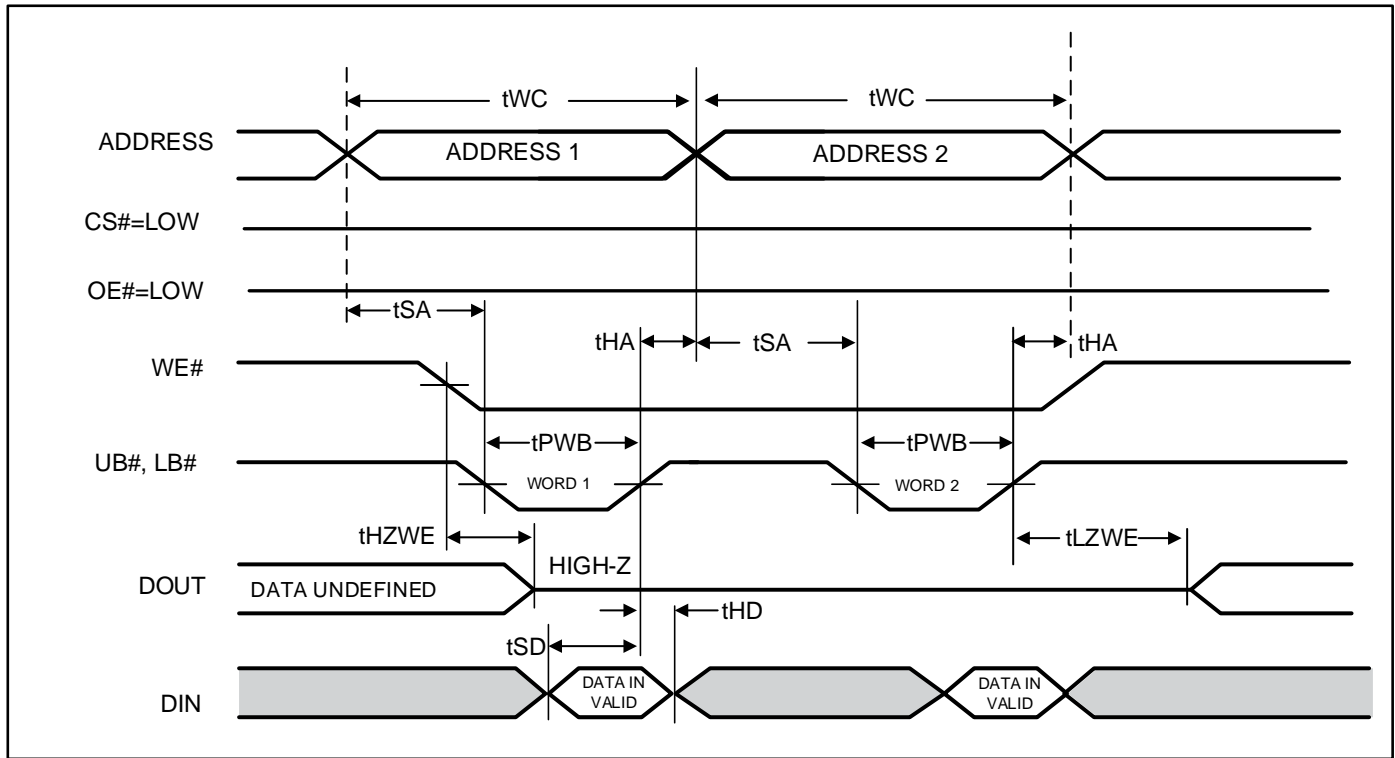 tWC tWC
ADDRESS ADDRESS 1 ADDRESS 2
CS#=LOW
OE#=LOW
tSA tHA tSA tHA
WE#
tPWB tPWB
UB#, LB# WORD 1 WORD 2
tHZWE tLZWE
HIGH-Z
DOUT DATA UNDEFINED
tHD
tSD
DIN DATA IN VALID DATA IN VALID